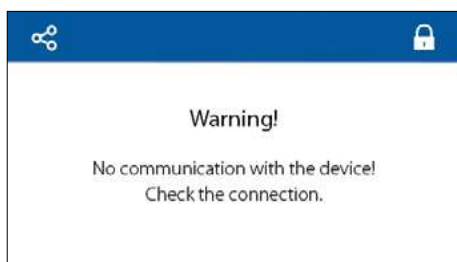 Warning!
No communication with the device!
Check the connection.